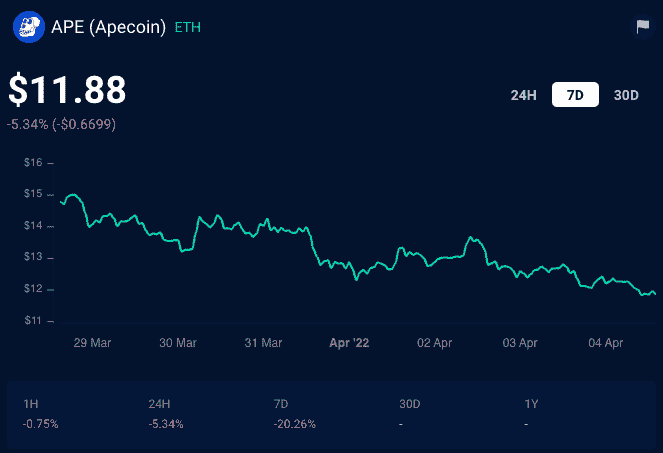 APE (Apecoin) ETH
$11.88
24H 7D 30D
-5.34% (-$0.6699)
$16
$15
$14
$13
$12
$11
29 Mar 30 Mar 31 Mar Apr '22 02 Apr 03 Apr 04 Apr
1H 24H 7D 30D 1Y
-0.75% -5.34% -20.26% - -